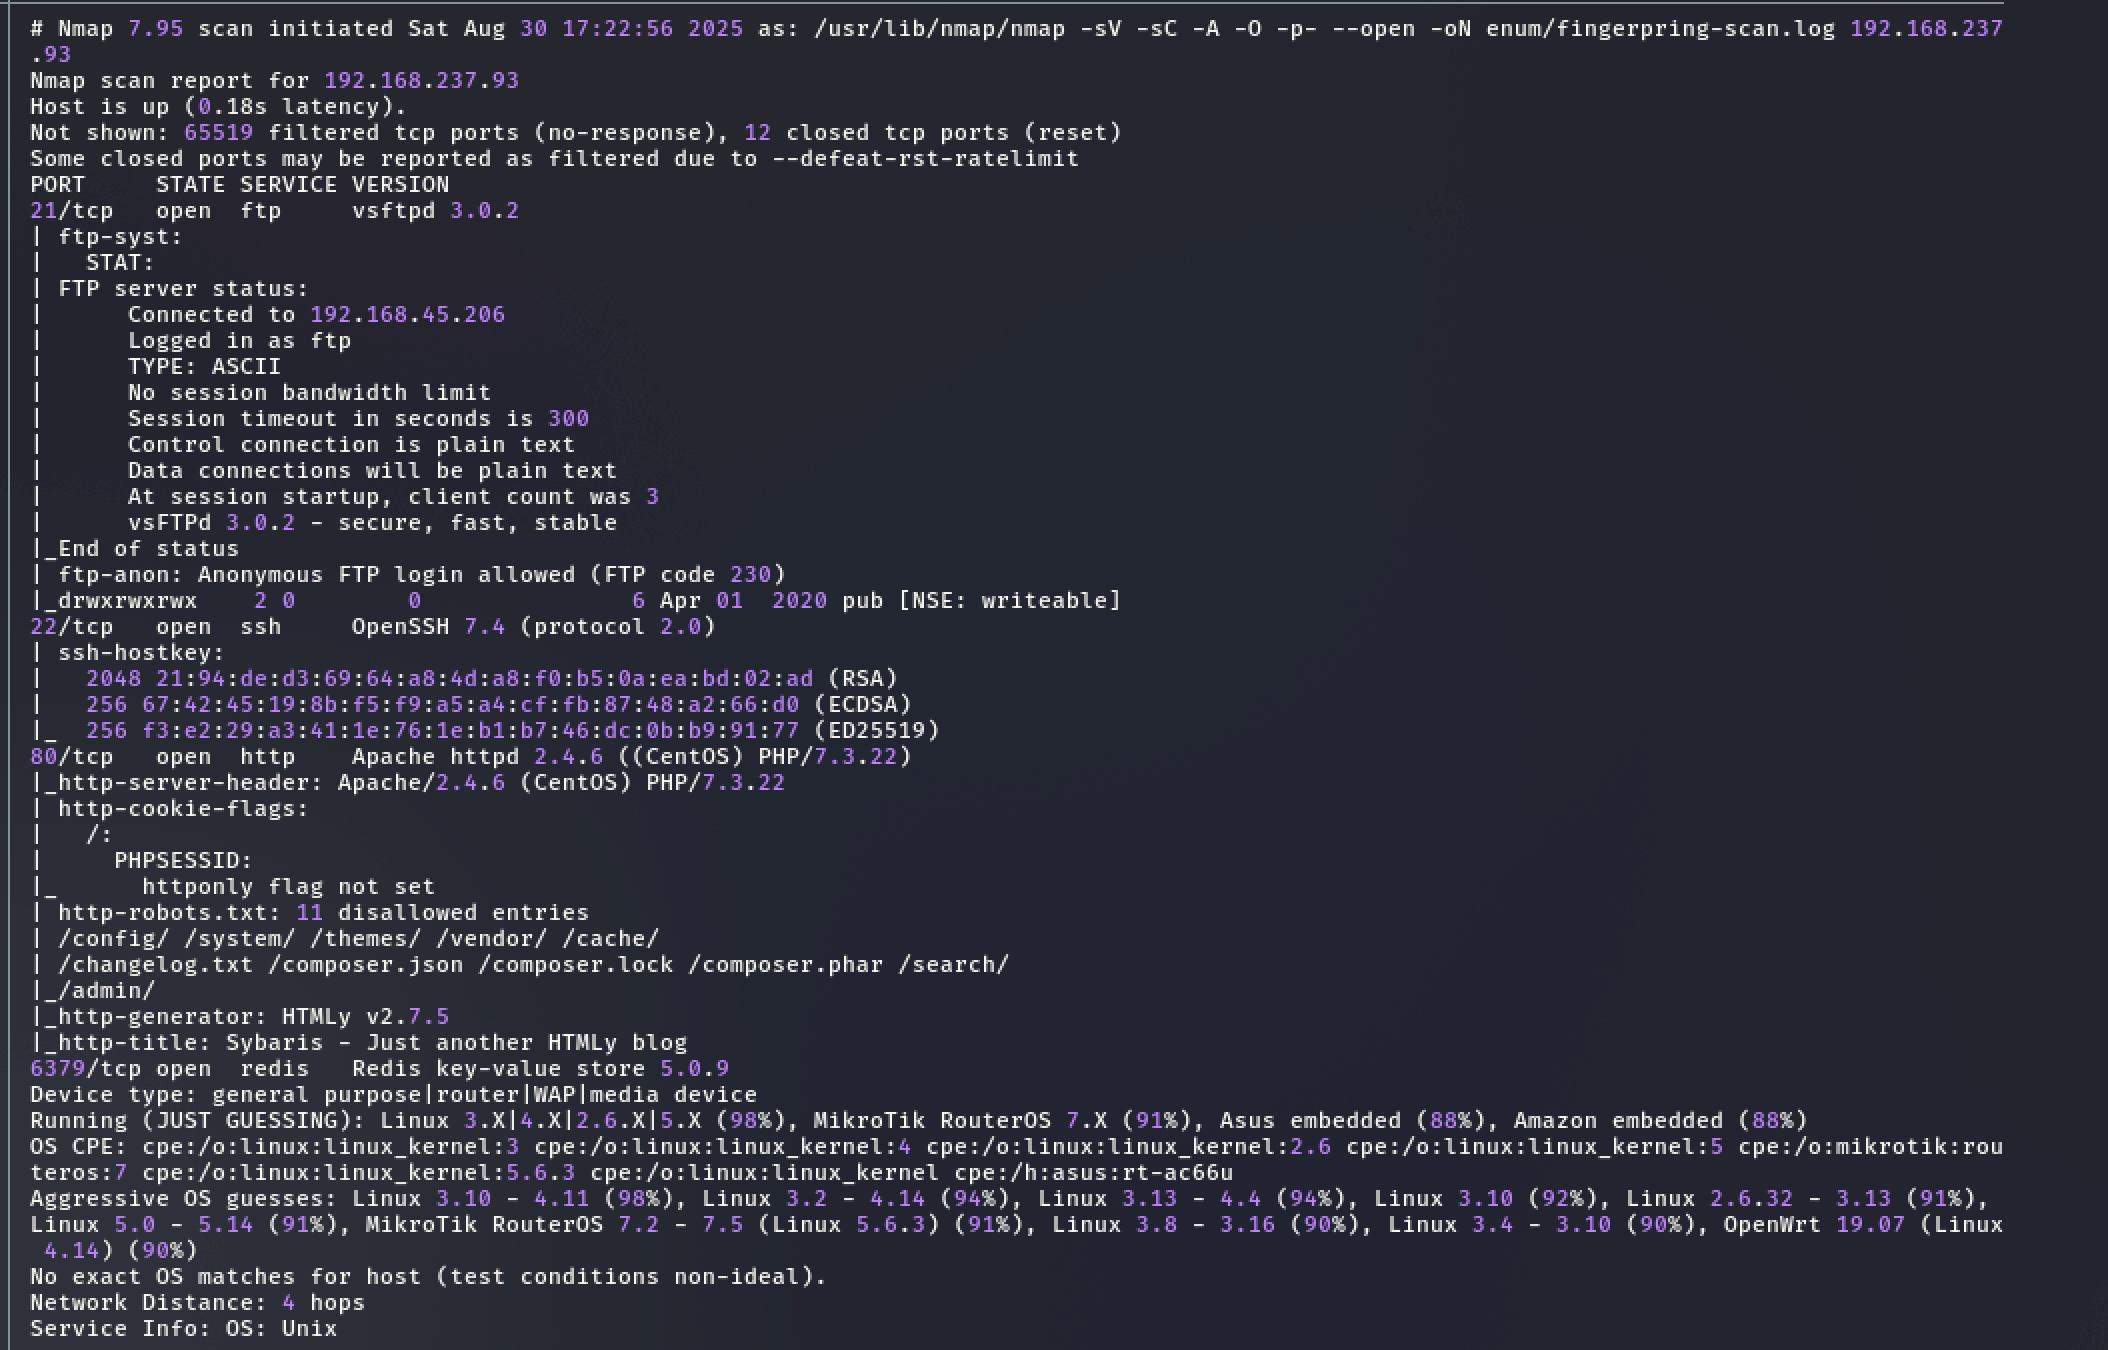 # Nmap 7.95 scan initiated Sat Aug 30 17:22:56 2025 as: /usr/lib/nmap/nmap -sV -sC -A -O -p- --open -oN enum/fingerpring-scan.log 192.168.237
.93
Nmap scan report for 192.168.237.93
Host is up (0.18s latency).
Not shown: 65519 filtered tcp ports (no-response), 12 closed tcp ports (reset)
Some closed ports may be reported as filtered due to --defeat-rst-ratelimit
PORT     STATE SERVICE VERSION
21/tcp   open  ftp     vsftpd 3.0.2
| ftp-syst:
|   STAT:
| FTP server status:
|      Connected to 192.168.45.206
|      Logged in as ftp
|      TYPE: ASCII
|      No session bandwidth limit
|      Session timeout in seconds is 300
|      Control connection is plain text
|      Data connections will be plain text
|      At session startup, client count was 3
|      vsFTPd 3.0.2 - secure, fast, stable
|_End of status
| ftp-anon: Anonymous FTP login allowed (FTP code 230)
|_drwxrwxrwx    2 0        0               6 Apr 01  2020 pub [NSE: writeable]
22/tcp   open  ssh     OpenSSH 7.4 (protocol 2.0)
| ssh-hostkey:
|   2048 21:94:de:d3:69:64:a8:4d:a8:f0:b5:0a:ea:bd:02:ad (RSA)
|   256 67:42:45:19:8b:f5:f9:a5:a4:cf:fb:87:48:a2:66:d0 (ECDSA)
|_  256 f3:e2:29:a3:41:1e:76:1e:b1:b7:46:dc:0b:b9:91:77 (ED25519)
80/tcp   open  http    Apache httpd 2.4.6 ((CentOS) PHP/7.3.22)
|_http-server-header: Apache/2.4.6 (CentOS) PHP/7.3.22
| http-cookie-flags:
|   /:
|     PHPSESSID:
|_      httponly flag not set
| http-robots.txt: 11 disallowed entries
| /config/ /system/ /themes/ /vendor/ /cache/
| /changelog.txt /composer.json /composer.lock /composer.phar /search/
|_/admin/
|_http-generator: HTMLy v2.7.5
|_http-title: Sybaris - Just another HTMLy blog
6379/tcp open  redis   Redis key-value store 5.0.9
Device type: general purpose|router|WAP|media device
Running (JUST GUESSING): Linux 3.X|4.X|2.6.X|5.X (98%), MikroTik RouterOS 7.X (91%), Asus embedded (88%), Amazon embedded (88%)
OS CPE: cpe:/o:linux:linux_kernel:3 cpe:/o:linux:linux_kernel:4 cpe:/o:linux:linux_kernel:2.6 cpe:/o:linux:linux_kernel:5 cpe:/o:mikrotik:rou
teros:7 cpe:/o:linux:linux_kernel:5.6.3 cpe:/o:linux:linux_kernel cpe:/h:asus:rt-ac66u
Aggressive OS guesses: Linux 3.10 - 4.11 (98%), Linux 3.2 - 4.14 (94%), Linux 3.13 - 4.4 (94%), Linux 3.10 (92%), Linux 2.6.32 - 3.13 (91%),
Linux 5.0 - 5.14 (91%), MikroTik RouterOS 7.2 - 7.5 (Linux 5.6.3) (91%), Linux 3.8 - 3.16 (90%), Linux 3.4 - 3.10 (90%), OpenWrt 19.07 (Linux
 4.14) (90%)
No exact OS matches for host (test conditions non-ideal).
Network Distance: 4 hops
Service Info: OS: Unix